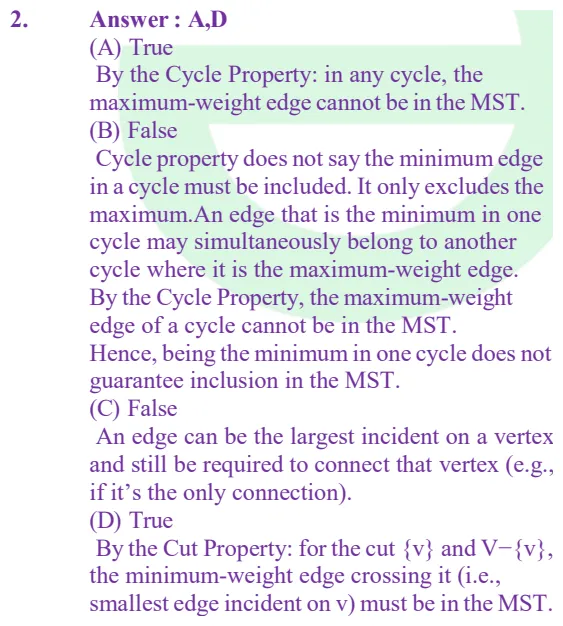 2. Answer : A,D
(A) True
By the Cycle Property: in any cycle, the
maximum-weight edge cannot be in the MST.
(B) False
Cycle property does not say the minimum edge
in a cycle must be included. It only excludes the
maximum.An edge that is the minimum in one
cycle may simultaneously belong to another
cycle where it is the maximum-weight edge.
By the Cycle Property, the maximum-weight
edge of a cycle cannot be in the MST.
Hence, being the minimum in one cycle does not
guarantee inclusion in the MST.
(C) False
An edge can be the largest incident on a vertex
and still be required to connect that vertex (e.g.,
if it’s the only connection).
(D) True
By the Cut Property: for the cut {v} and V−{v},
the minimum-weight edge crossing it (i.e.,
smallest edge incident on v) must be in the MST.